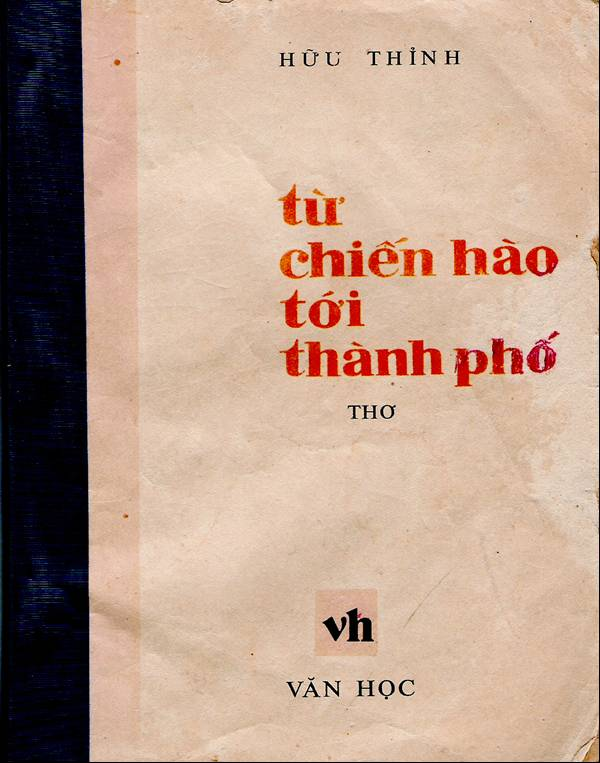 HỮU THỈNH
từ
chiến hào
tới
thành phố
THƠ
vh
VĂN HỌC